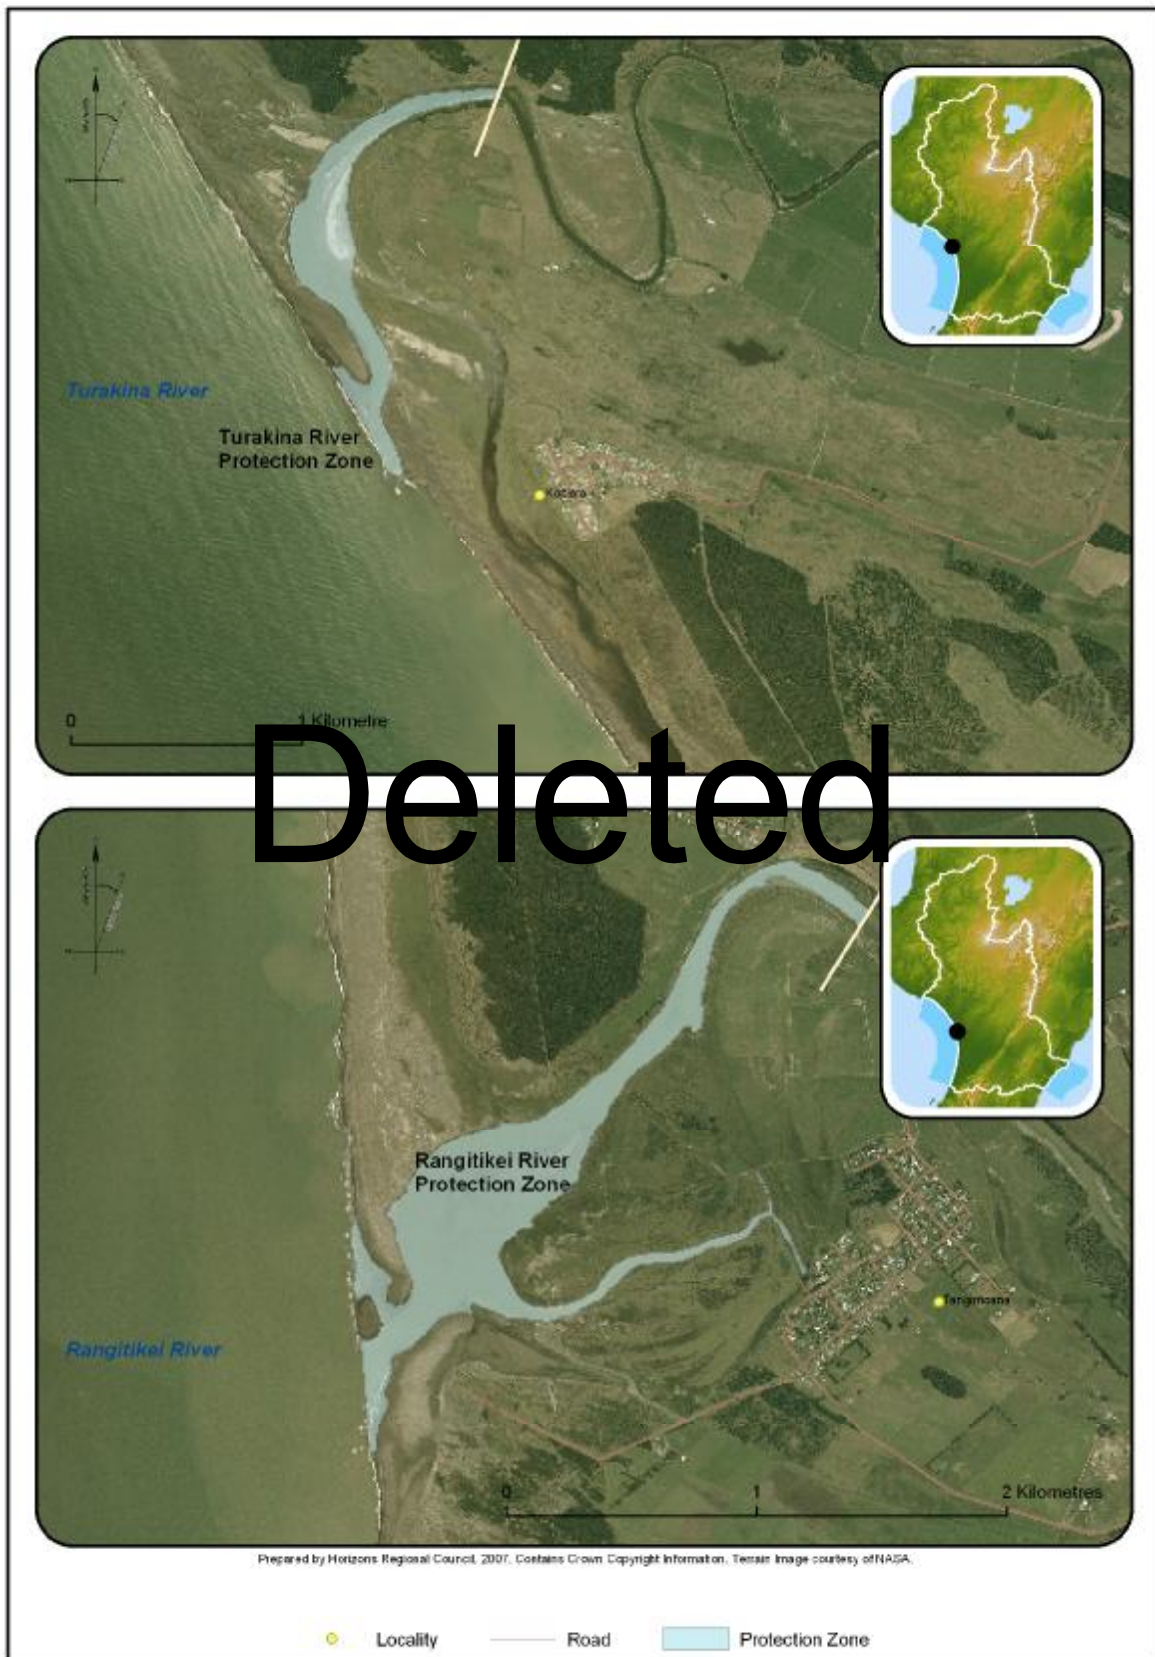 Turakina River
Turakina River
Protection Zone
0 1 Kilometre
Deleted
Rangitikei River
Protection Zone
Tangimoana
Rangitikei River
0 1 2 Kilometres
Prepared by Horizons Regional Council, 2007. Contains Crown Copyright Information. Terrain Image courtesy of NASA.
Locality Road Protection Zone